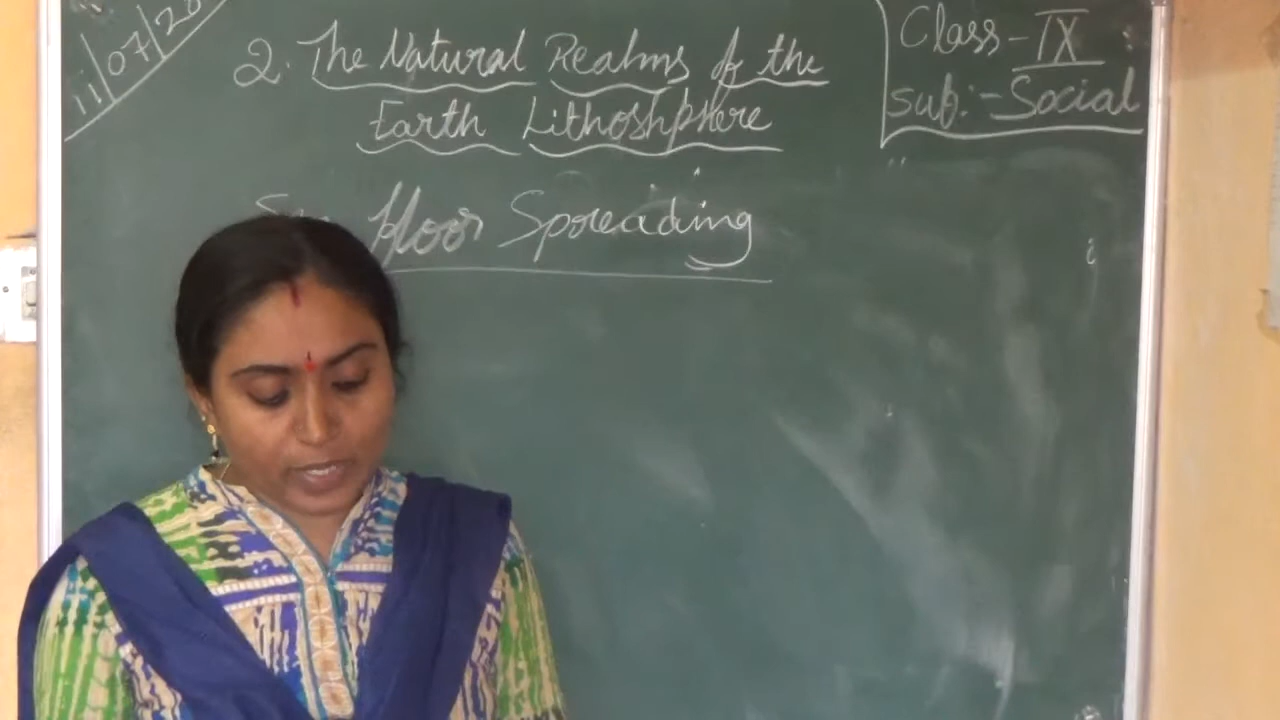 11/07/20
2. The Natural Realms of the
Earth Lithoshphere
floor Spreading
Class - IX
Sub:- Social